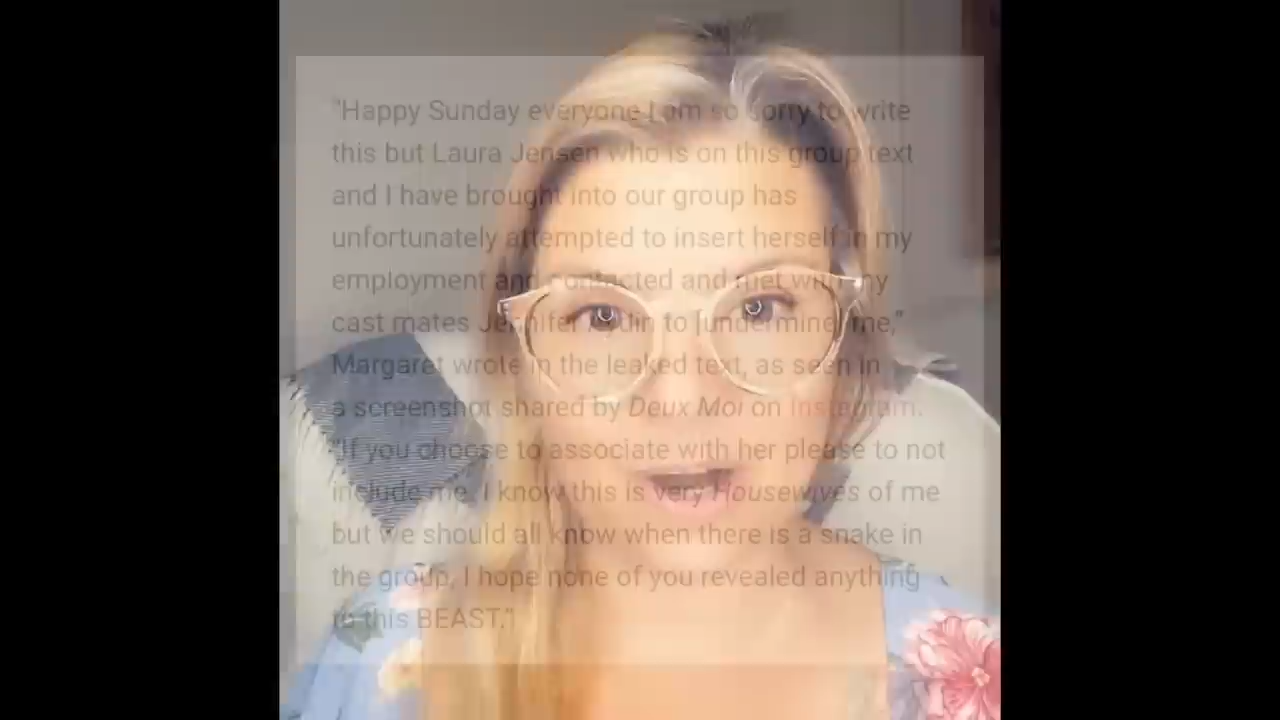 "Happy Sunday everyone I am so sorry to write
this but Laura Jensen who is on this group text
and I have brought into our group has
unfortunately attempted to insert herself in my
employment and contacted and met with my
cast mates Jennifer Aydin to [undermine] me,"
Margaret wrote in the leaked text, as seen in
a screenshot shared by Deux Moi on Instagram.
"If you choose to associate with her please to not
include me. I know this is very Housewives of me
but we should all know when there is a snake in
the group, I hope none of you revealed anything
to this BEAST."